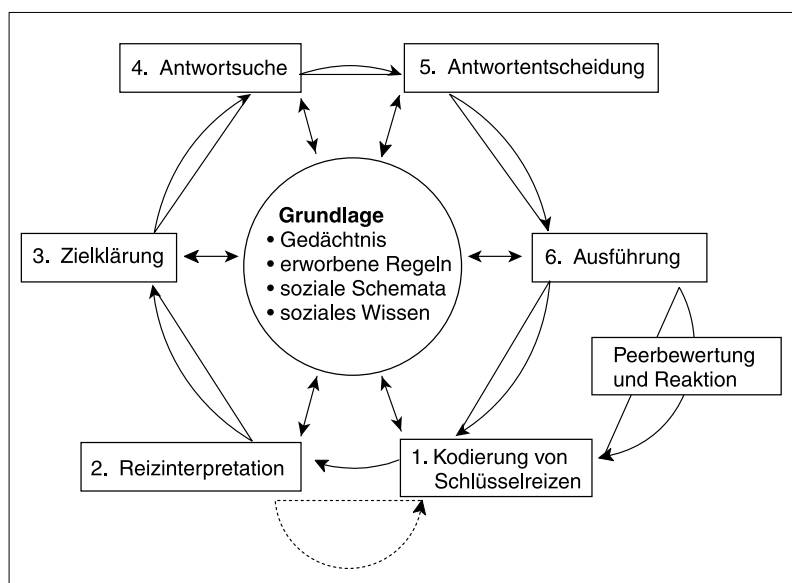 4. Antwortsuche
5. Antwortentscheidung
Grundlage
• Gedächtnis
• erworbene Regeln
• soziale Schemata
• soziales Wissen
3. Zielklärung
6. Ausführung
Peerbewertung
und Reaktion
2. Reizinterpretation
1. Kodierung von
Schlüsselreizen